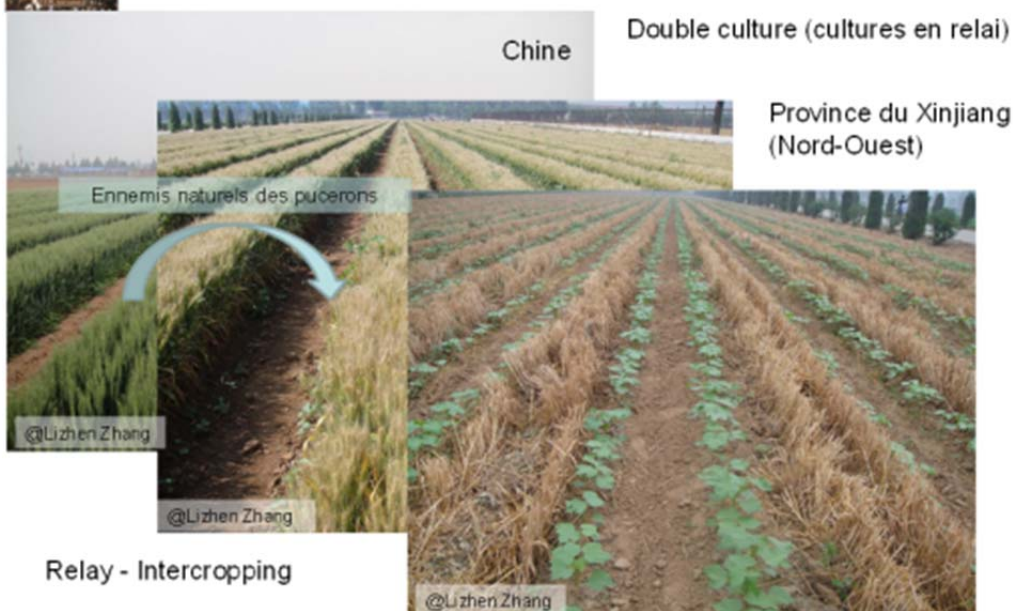 Double culture (cultures en relai)
Chine
Province du Xinjiang
(Nord-Ouest)
Ennemis naturels des pucerons
@Lizhen Zhang
@Lizhen Zhang
Relay - Intercropping
@Lizhen Zhang